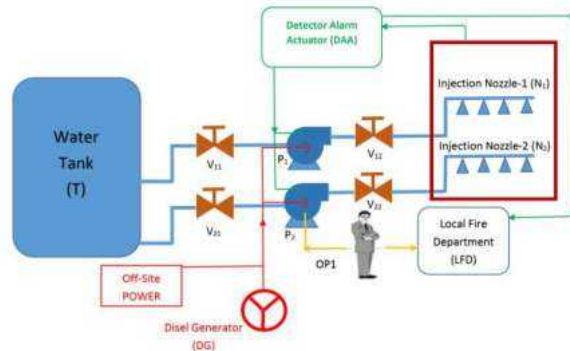 Detector Alarm
Actuator (DAA)
Injection Nozzle-1 (N₁)
Water
Tank
(T)
V₁₁
P₁
V₁₂
Injection Nozzle-2 (N₂)
V₂₁
P₂
V₂₂
Local Fire
Department
(LFD)
OP1
Off-Site
POWER
Disel Generator
(DG)